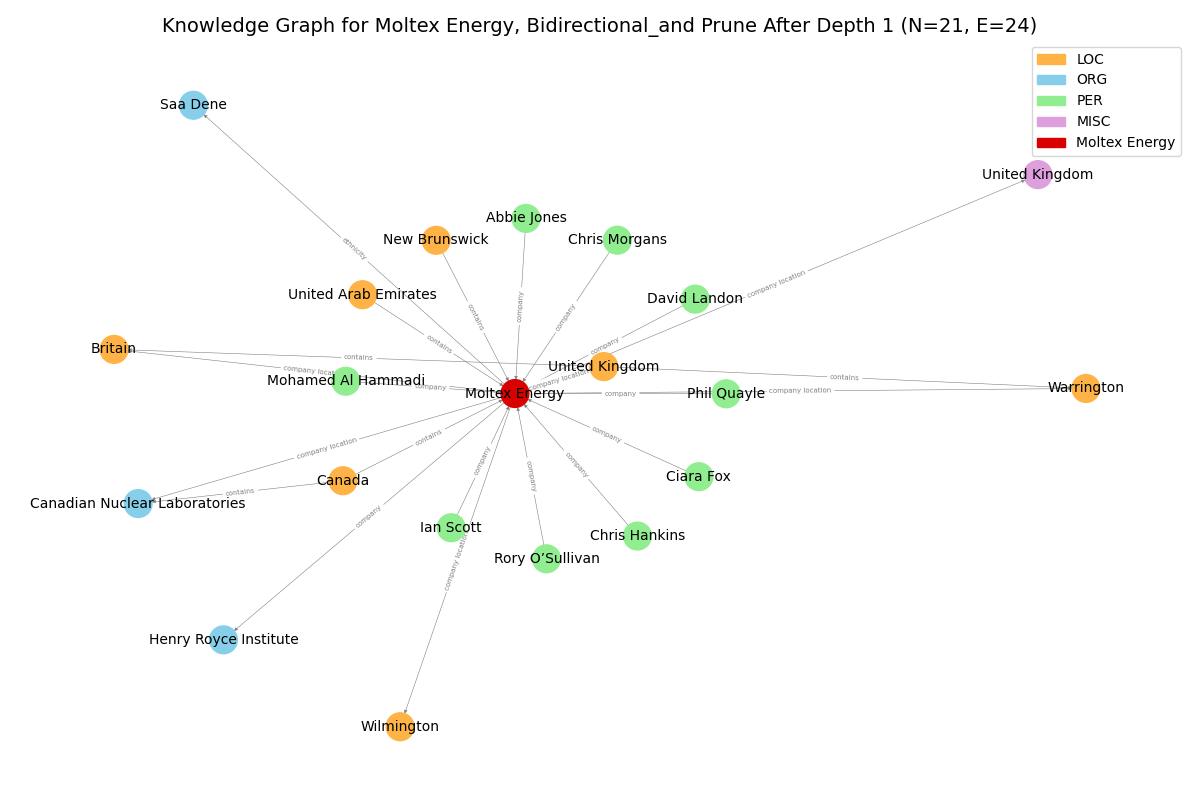 Knowledge Graph for Moltex Energy, Bidirectional_and Prune After Depth 1 (N=21, E=24)
LOC
ORG
PER
MISC
Moltex Energy
Saa Dene
United Kingdom
Abbie Jones
New Brunswick
Chris Morgans
ethnicity
company location
United Arab Emirates
David Landon
company
contains
company
contains
company
Britain
contains
United Kingdom
company loca
Mohamed Al Hammadi
company
company location
contains
Warrington
Moltex Energy
company
Phil Quayle
company location
company
contains
company location
company
company
company
Ciara Fox
Canada
contains
Canadian Nuclear Laboratories
company
Ian Scott
Chris Hankins
company location
Rory O’Sullivan
Henry Royce Institute
Wilmington